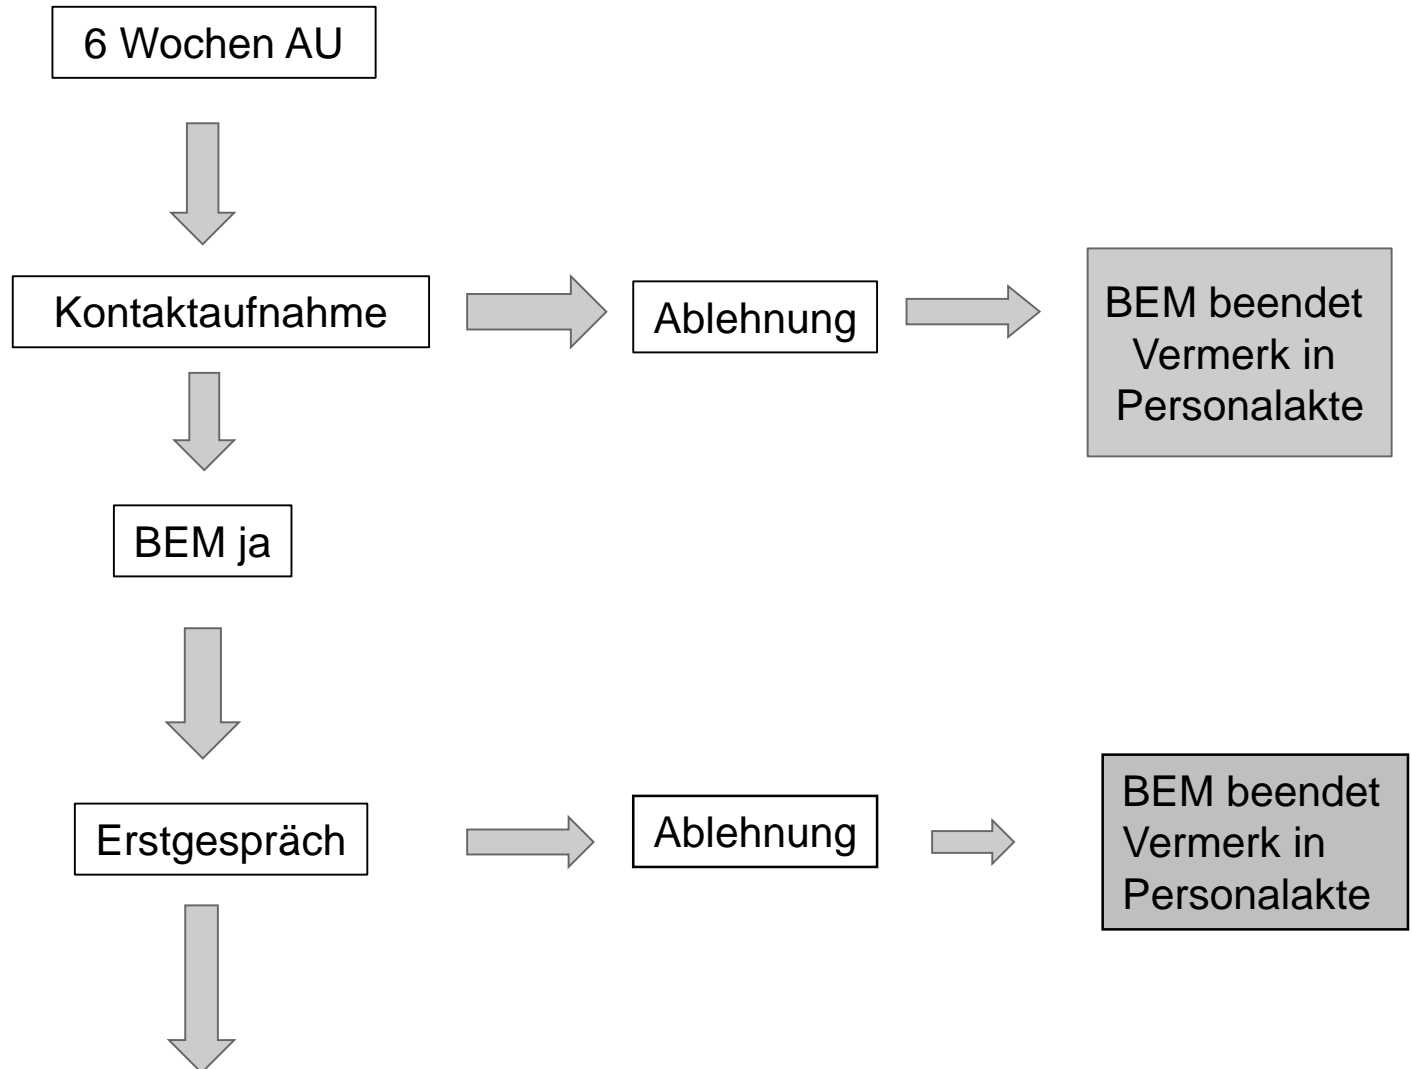 6 Wochen AU
Kontaktaufnahme
Ablehnung
BEM beendet
Vermerk in
Personalakte
BEM ja
Erstgespräch
Ablehnung
BEM beendet
Vermerk in
Personalakte